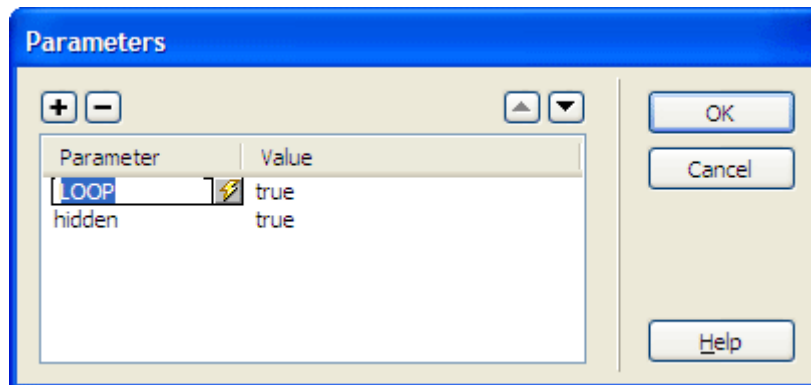 Parameters
OK
Parameter Value
Cancel
LOOP true
hidden true
Help